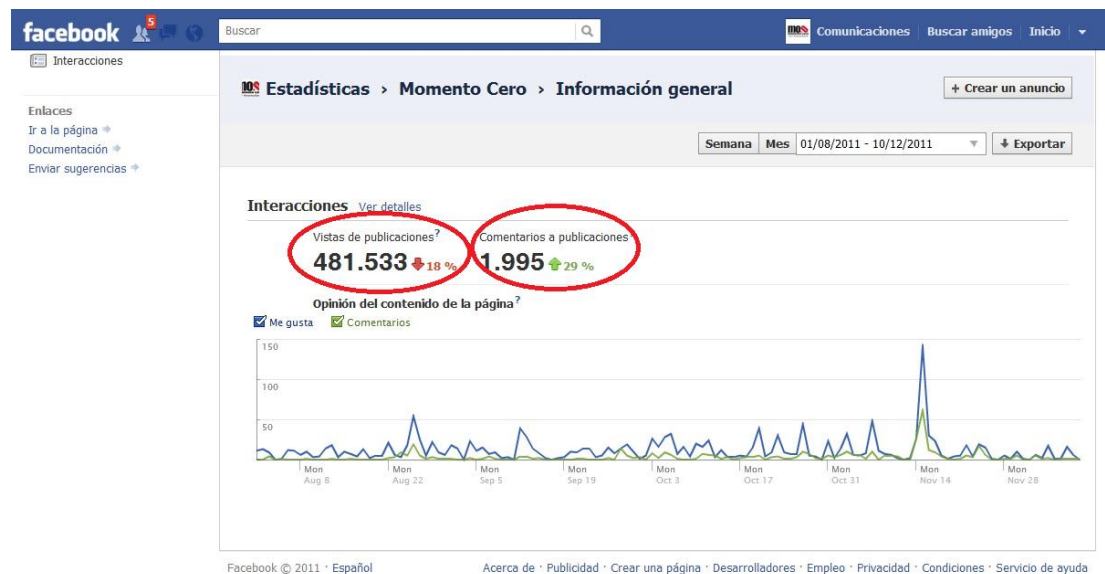 facebook 5 Buscar Comunicaciones Buscar amigos Inicio
Interacciones
Estadísticas › Momento Cero › Información general + Crear un anuncio
Enlaces
Ir a la página
Documentación
Enviar sugerencias
Semana Mes 01/08/2011 - 10/12/2011 Exportar
Interacciones Ver detalles
Vistas de publicaciones? Comentarios a publicaciones
481.533 18 % 1.995 29 %
Opinión del contenido de la página?
Me gusta Comentarios
150
100
50
Mon Mon Mon Mon Mon Mon Mon Mon Mon
Aug 8 Aug 22 Sep 5 Sep 19 Oct 3 Oct 17 Oct 31 Nov 14 Nov 28
Facebook © 2011 · Español Acerca de · Publicidad · Crear una página · Desarrolladores · Empleo · Privacidad · Condiciones · Servicio de ayuda